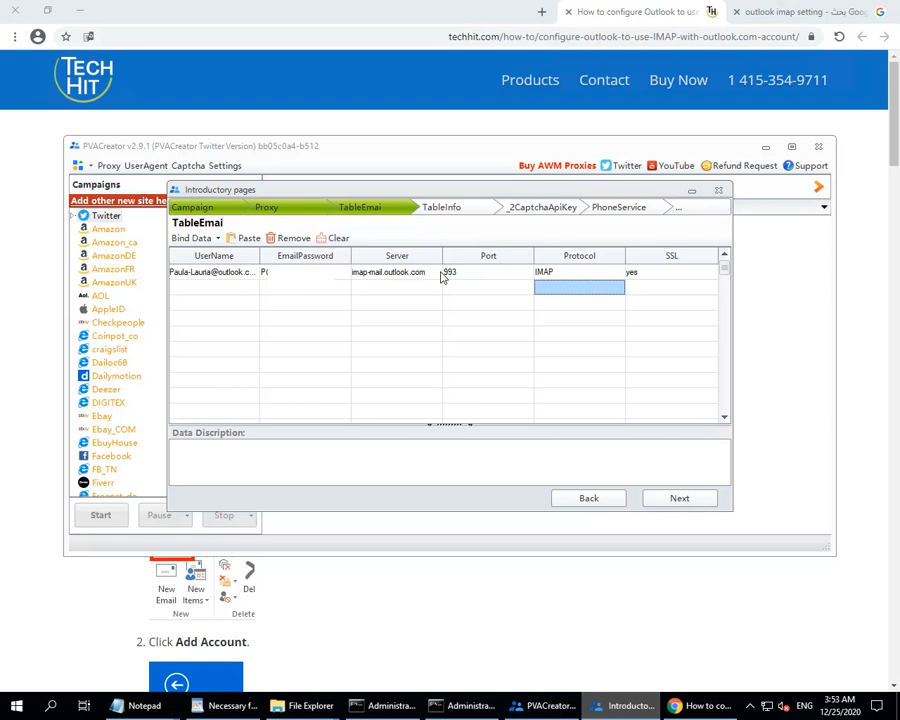 How to configure Outlook to use
outlook imap setting - بحث Goog
techhit.com/how-to/configure-outlook-to-use-IMAP-with-outlook.com-account/
TECH HIT
Products Contact Buy Now 1 415-354-9711
PVACreator v2.9.1 (PVACreator Twitter Version) bb05c0a4-b512
Proxy UserAgent Captcha Settings
Buy AWM Proxies Twitter YouTube Refund Request Support
Campaigns
Add other new site he
Twitter
Amazon
Amazon_ca
AmazonDE
AmazonFR
AmazonUK
AOL
AppleID
Checkpeople
Coinpot_co
craigslist
Dailoc68
Dailymotion
Deezer
DIGITEX
Ebay
Ebay_COM
EbuyHouse
Facebook
FB_TN
Fiverr
Start Pause Stop
Introductory pages
Campaign Proxy TableEmai TableInfo _2CaptchaApiKey PhoneService ...
TableEmai
Bind Data Paste Remove Clear
UserName EmailPassword Server Port Protocol SSL
Paula-Lauria@outlook.c... P( imap-mail.outlook.com 993 IMAP yes
Data Discription:
Back Next
New Email
New Items
Del
New Delete
2. Click Add Account.
Notepad Necessary f Necessary f... File Explorer Administra... Administra... PVACreator... Introducto... How to co...
ENG
3:53 AM
12/25/2020